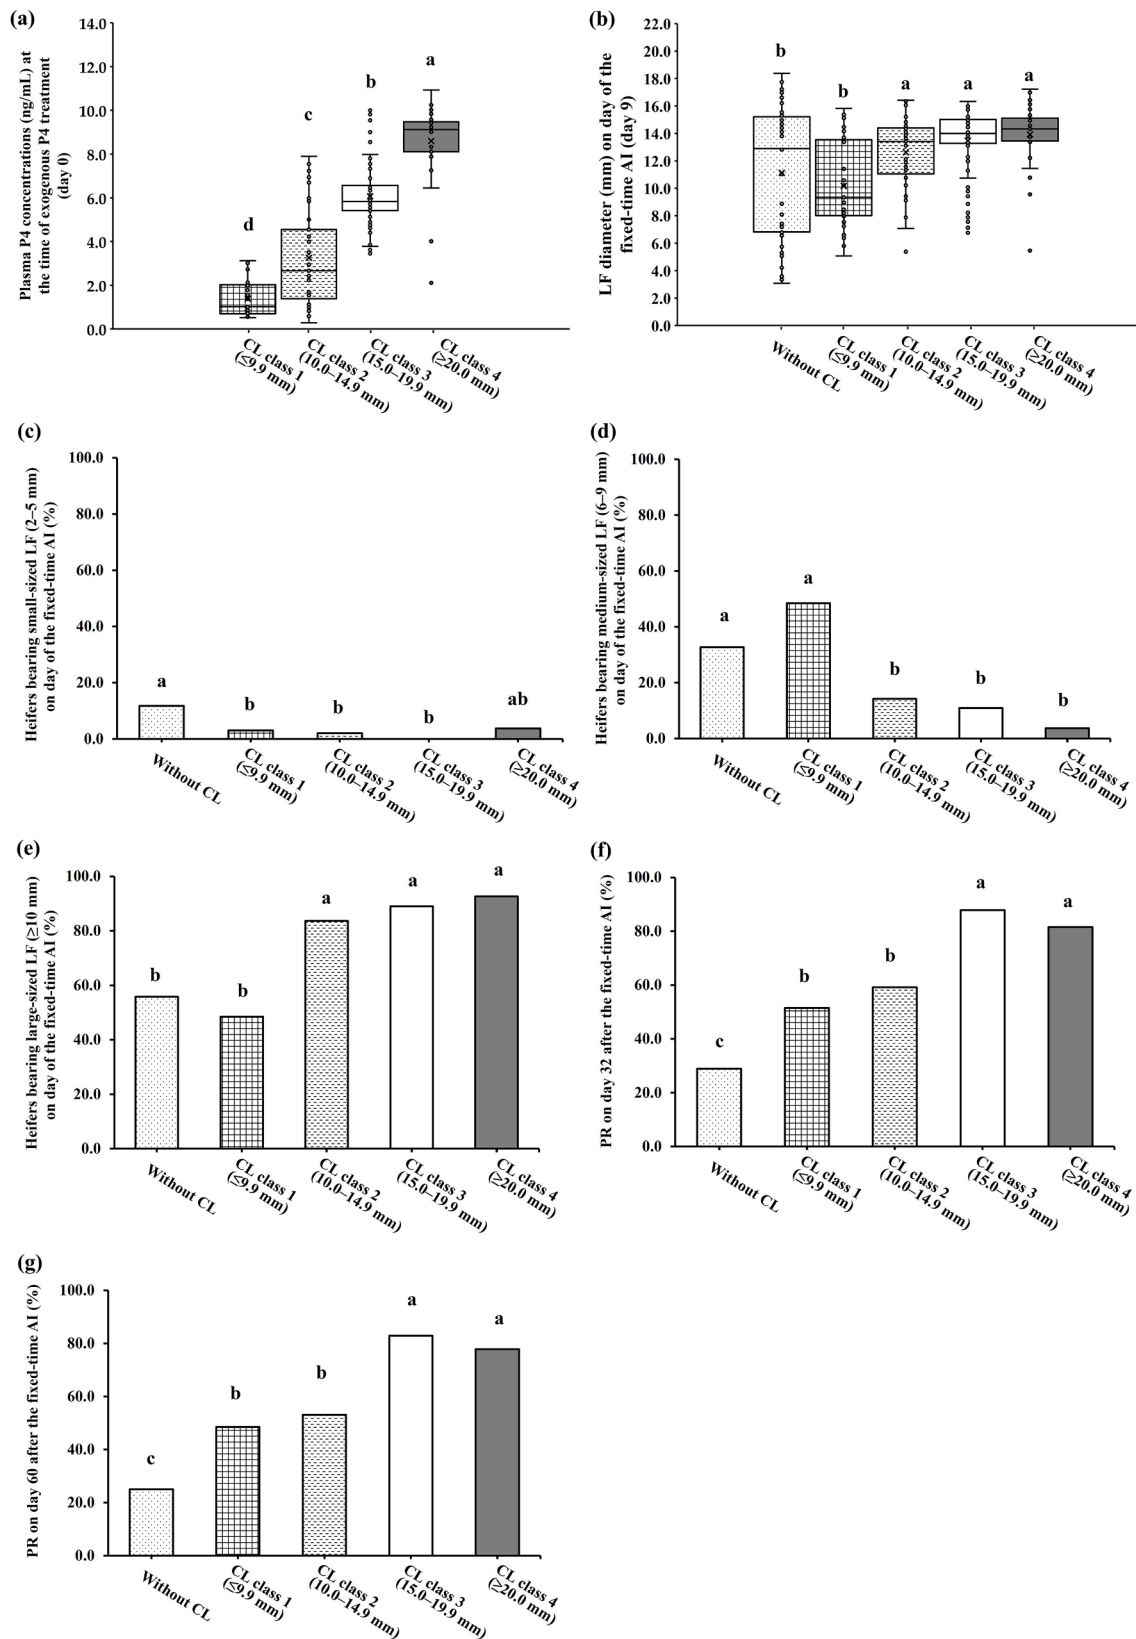 (a)
Plasma P4 concentrations (ng/mL) at
the time of exogenous P4 treatment
(day 0)
14.0
12.0
10.0
8.0
6.0
4.0
2.0
0.0
d
c
b
a
CL class 1
(≤9.9 mm)
CL class 2
(10.0–14.9 mm)
CL class 3
(15.0–19.9 mm)
CL class 4
(≥20.0 mm)
(b)
LF diameter (mm) on day of the
fixed-time AI (day 9)
22.0
20.0
18.0
16.0
14.0
12.0
10.0
8.0
6.0
4.0
2.0
0.0
b
b
a
a
a
Without CL
CL class 1
(≤9.9 mm)
CL class 2
(10.0–14.9 mm)
CL class 3
(15.0–19.9 mm)
CL class 4
(≥20.0 mm)
(c)
Heifers bearing small-sized LF (2–5 mm)
on day of the fixed-time AI (%)
100.0
80.0
60.0
40.0
20.0
0.0
a
b
b
b
ab
Without CL
CL class 1
(≤9.9 mm)
CL class 2
(10.0–14.9 mm)
CL class 3
(15.0–19.9 mm)
CL class 4
(≥20.0 mm)
(d)
Heifers bearing medium-sized LF (6–9 mm)
on day of the fixed-time AI (%)
100.0
80.0
60.0
40.0
20.0
0.0
a
a
b
b
b
Without CL
CL class 1
(≤9.9 mm)
CL class 2
(10.0–14.9 mm)
CL class 3
(15.0–19.9 mm)
CL class 4
(≥20.0 mm)
(e)
Heifers bearing large-sized LF (≥10 mm)
on day of the fixed-time AI (%)
100.0
80.0
60.0
40.0
20.0
0.0
b
b
a
a
a
Without CL
CL class 1
(≤9.9 mm)
CL class 2
(10.0–14.9 mm)
CL class 3
(15.0–19.9 mm)
CL class 4
(≥20.0 mm)
(f)
PR on day 32 after the fixed-time AI (%)
100.0
80.0
60.0
40.0
20.0
0.0
c
b
b
a
a
Without CL
CL class 1
(≤9.9 mm)
CL class 2
(10.0–14.9 mm)
CL class 3
(15.0–19.9 mm)
CL class 4
(≥20.0 mm)
(g)
PR on day 60 after the fixed-time AI (%)
100.0
80.0
60.0
40.0
20.0
0.0
c
b
b
a
a
Without CL
CL class 1
(≤9.9 mm)
CL class 2
(10.0–14.9 mm)
CL class 3
(15.0–19.9 mm)
CL class 4
(≥20.0 mm)